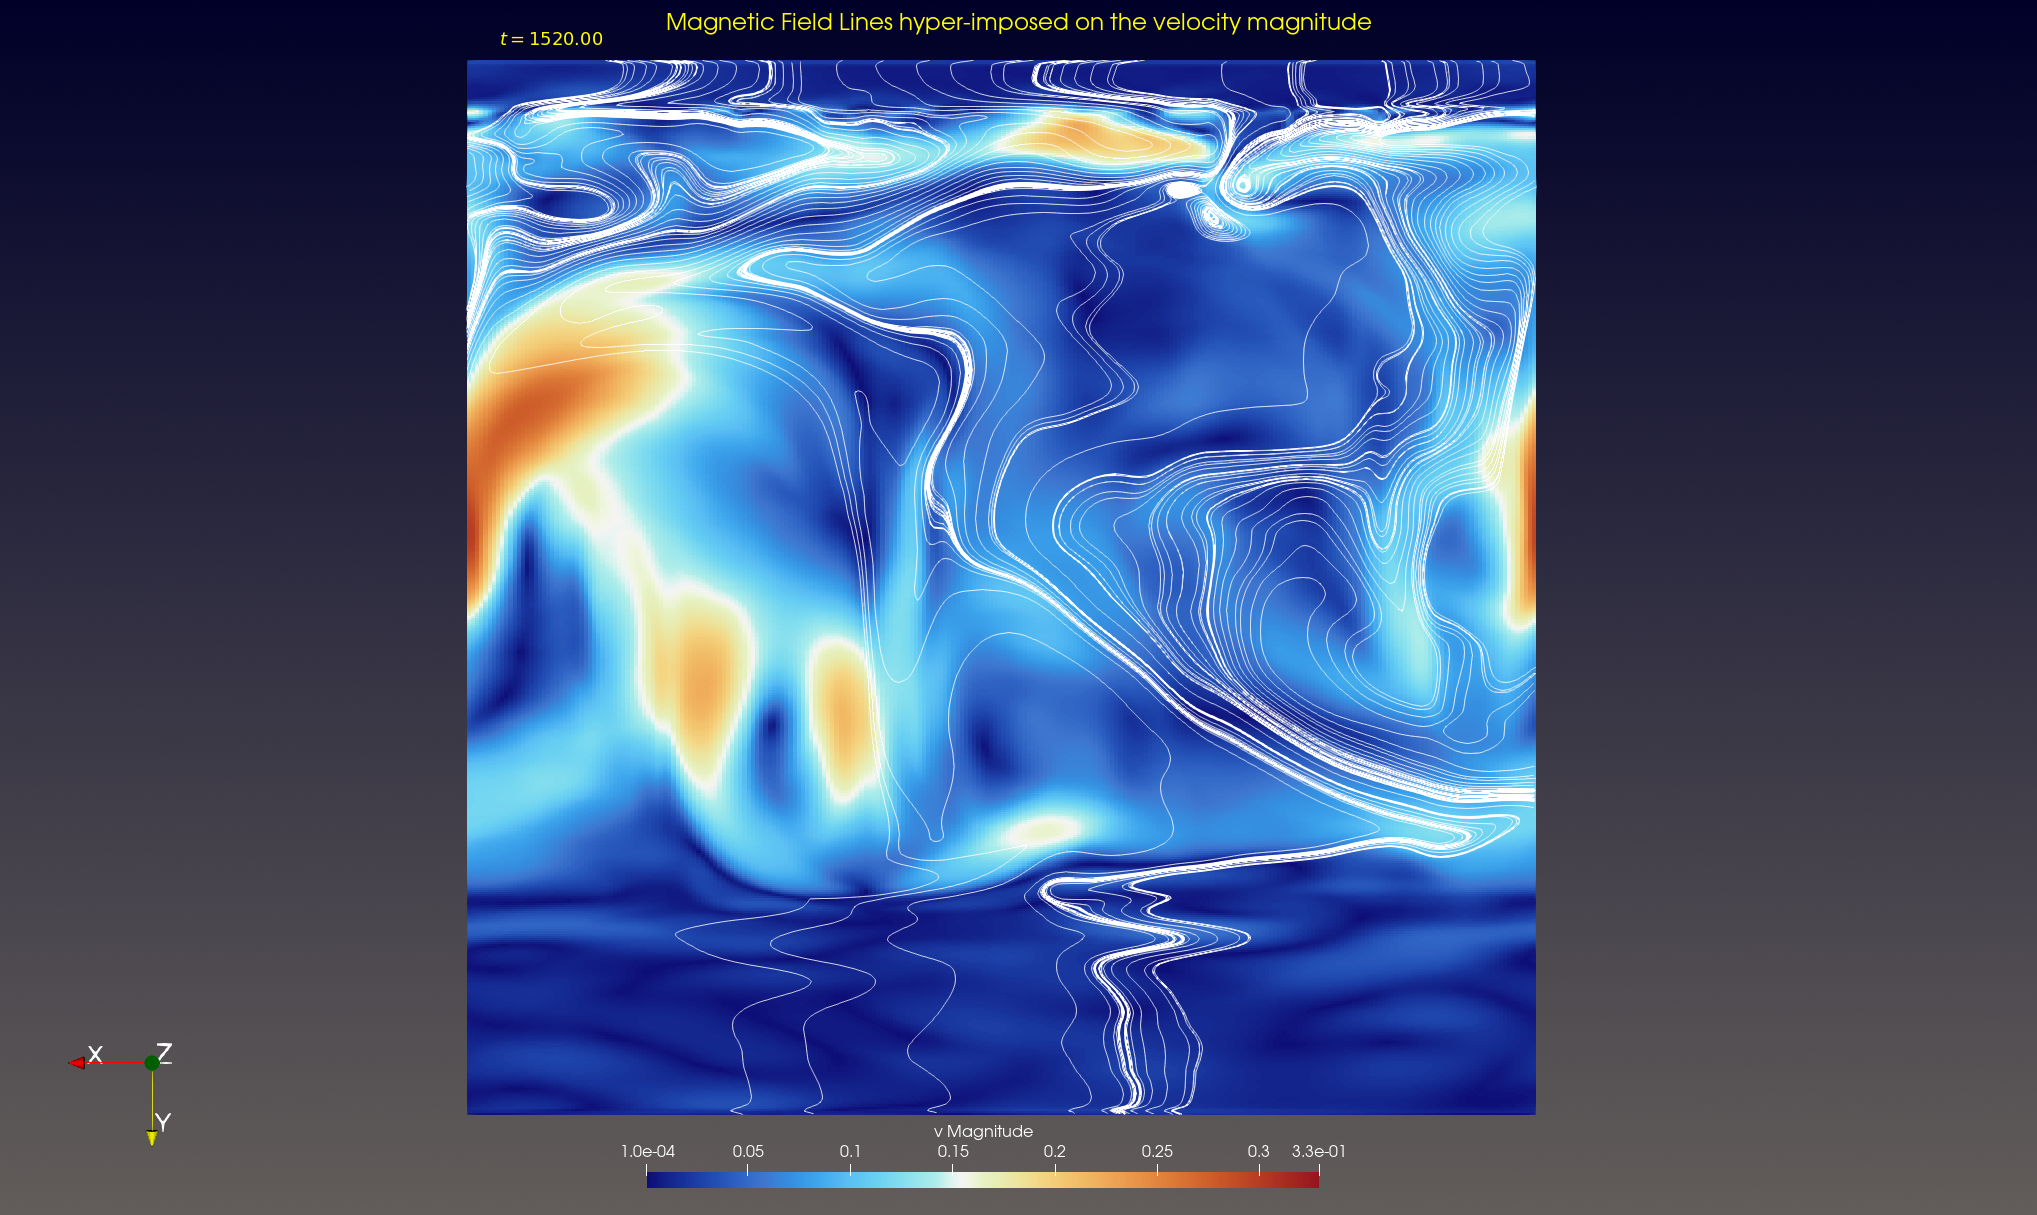 Magnetic Field Lines hyper-imposed on the velocity magnitude
t = 1520.00
X Z
Y
v Magnitude
1.0e-04 0.05 0.1 0.15 0.2 0.25 0.3 3.3e-01